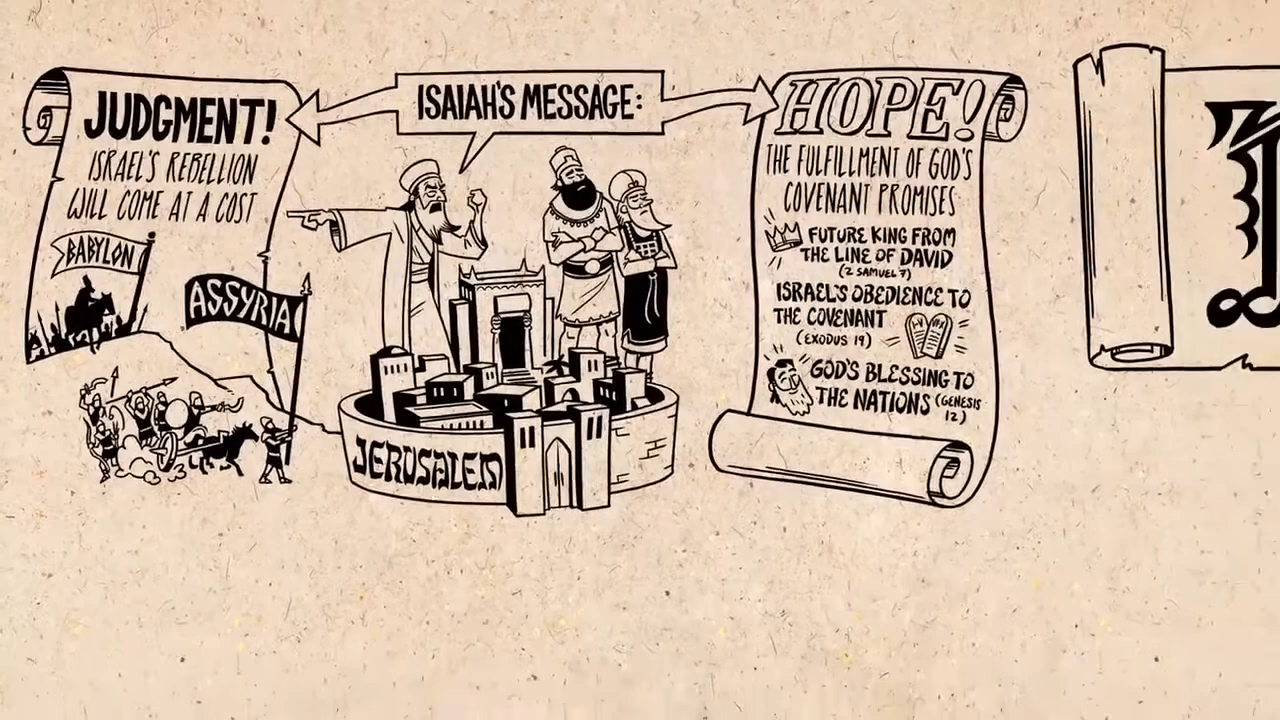 ISAIAH'S MESSAGE:
JUDGMENT!
ISRAEL'S REBELLION
WILL COME AT A COST
BABYLON
ASSYRIA
JERUSALEM
HOPE!
THE FULFILLMENT OF GOD'S
COVENANT PROMISES
FUTURE KING FROM
THE LINE OF DAVID
(2 SAMUEL 7)
ISRAEL'S OBEDIENCE TO
THE COVENANT
(EXODUS 19)
I-V VI-X
GOD'S BLESSING TO
THE NATIONS (GENESIS
12)